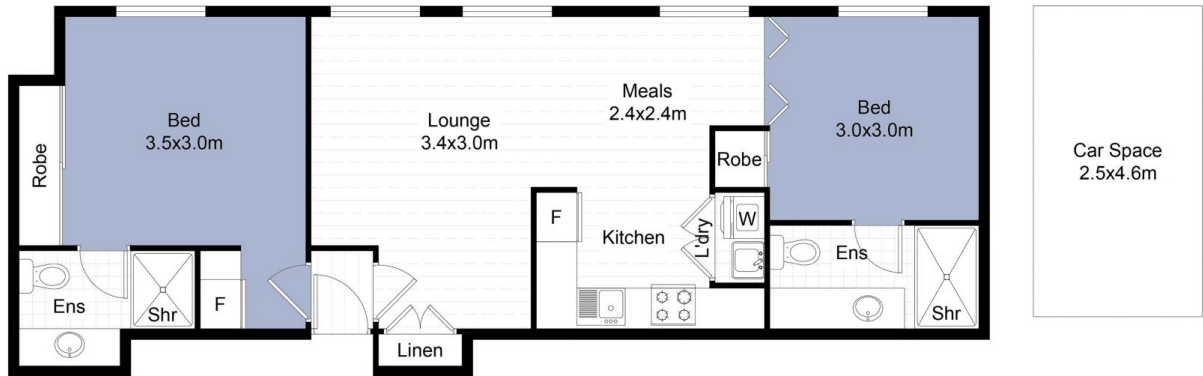 Bed
3.5x3.0m
Robe
Ens
Shr
F
Lounge
3.4x3.0m
Linen
Meals
2.4x2.4m
F
Kitchen
L'dry
W
Robe
Bed
3.0x3.0m
Ens
Shr
Car Space
2.5x4.6m